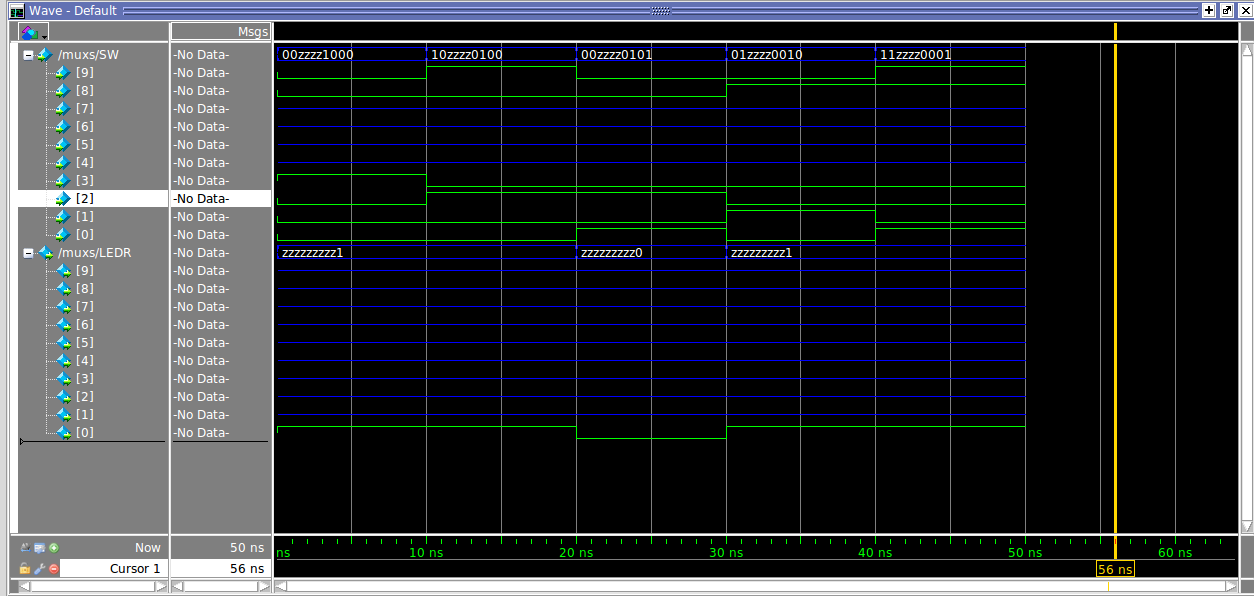 Wave - Default
Msgs
/muxs/SW -No Data- 00zzzz1000 10zzzz0100 00zzzz0101 01zzzz0010 11zzzz0001
[9] -No Data-
[8] -No Data-
[7] -No Data-
[6] -No Data-
[5] -No Data-
[4] -No Data-
[3] -No Data-
[2] -No Data-
[1] -No Data-
[0] -No Data-
/muxs/LEDR -No Data- zzzzzzzzz1 zzzzzzzzz0 zzzzzzzzz1
[9] -No Data-
[8] -No Data-
[7] -No Data-
[6] -No Data-
[5] -No Data-
[4] -No Data-
[3] -No Data-
[2] -No Data-
[1] -No Data-
[0] -No Data-
Now 50 ns ns 10 ns 20 ns 30 ns 40 ns 50 ns 60 ns
Cursor 1 56 ns 56 ns